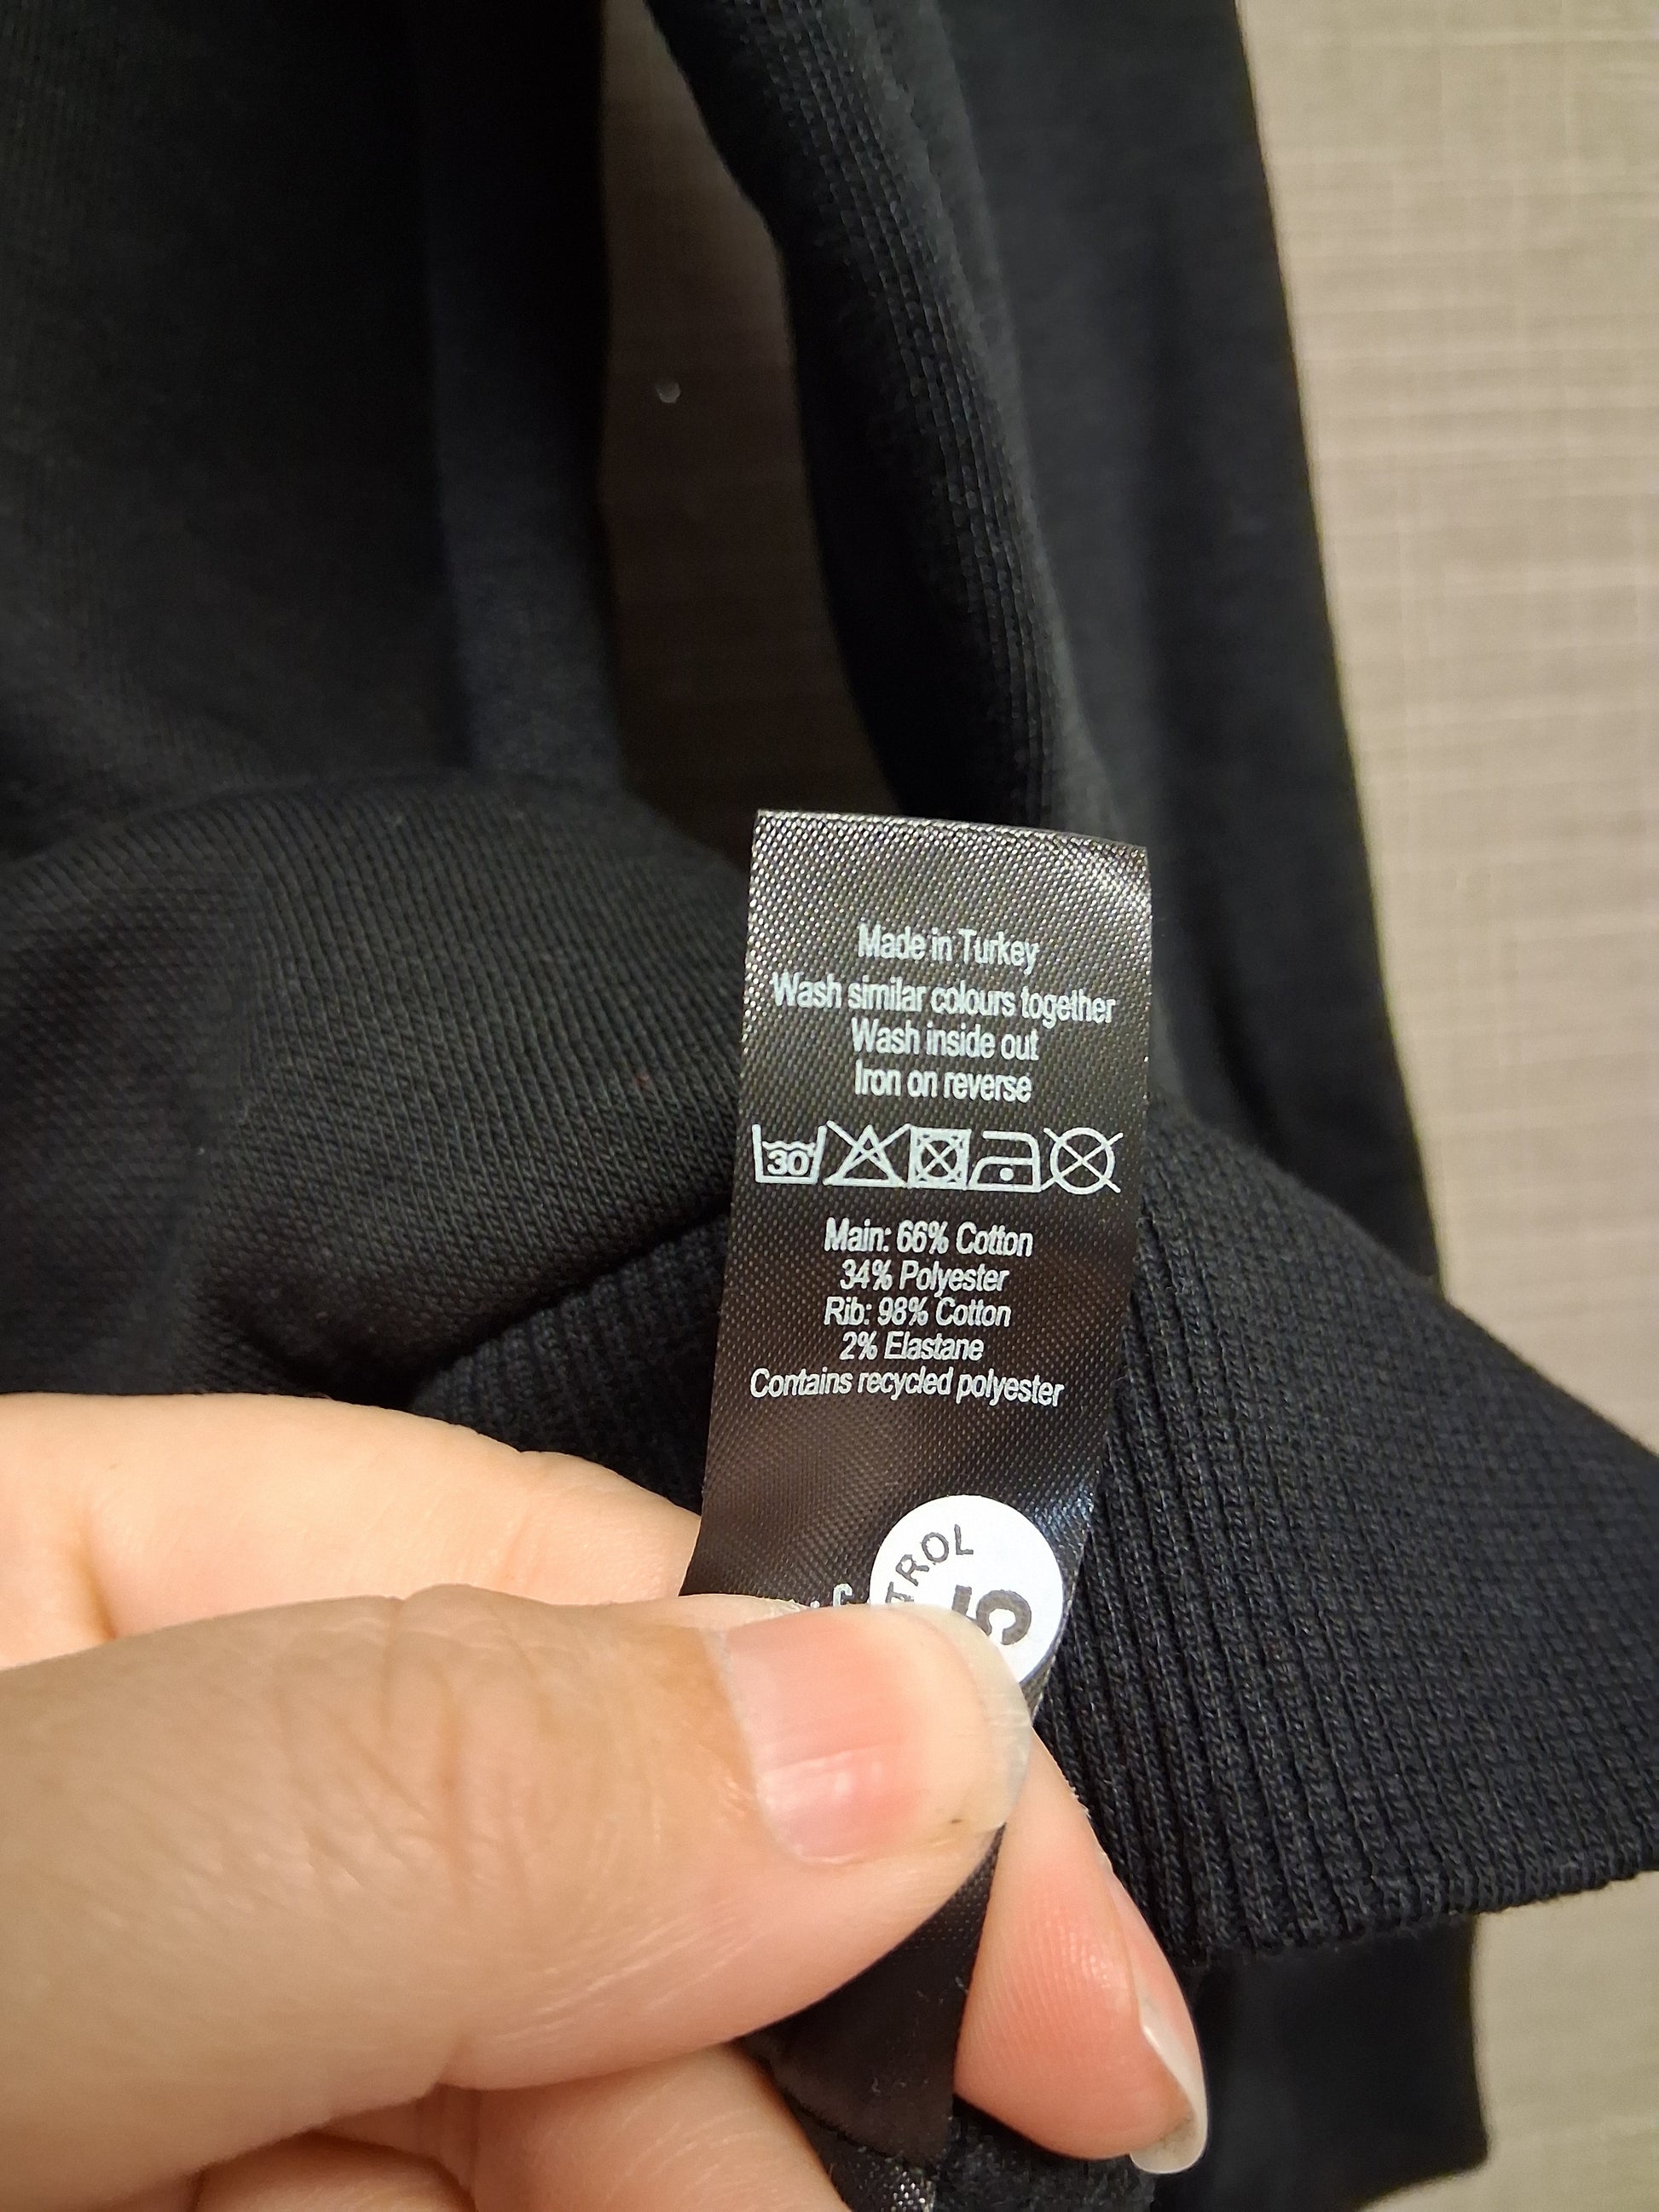 Made in Turkey
Wash similar colours together
Wash inside out
Iron on reverse
30
Main: 66% Cotton
34% Polyester
Rib: 98% Cotton
2% Elastane
Contains recycled polyester
TROL
5